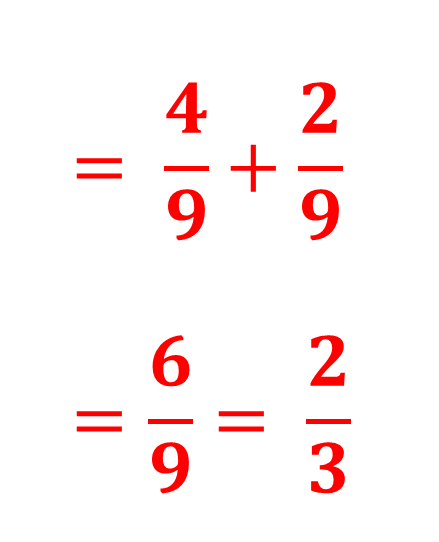 = 4/9 + 2/9
= 6/9 = 2/3